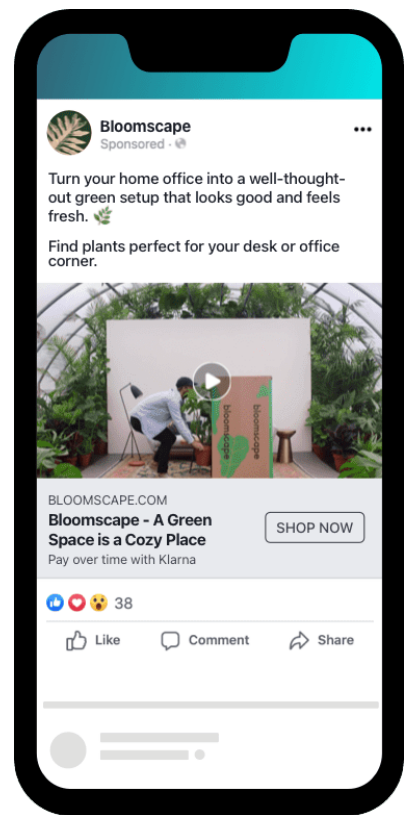 Bloomscape
Sponsored ·
Turn your home office into a well-thought-
out green setup that looks good and feels
fresh. 🌿
Find plants perfect for your desk or office
corner.
bloomscape
bloomscape
BLOOMSCAPE.COM
Bloomscape - A Green
Space is a Cozy Place
SHOP NOW
Pay over time with Klarna
38
Like
Comment
Share